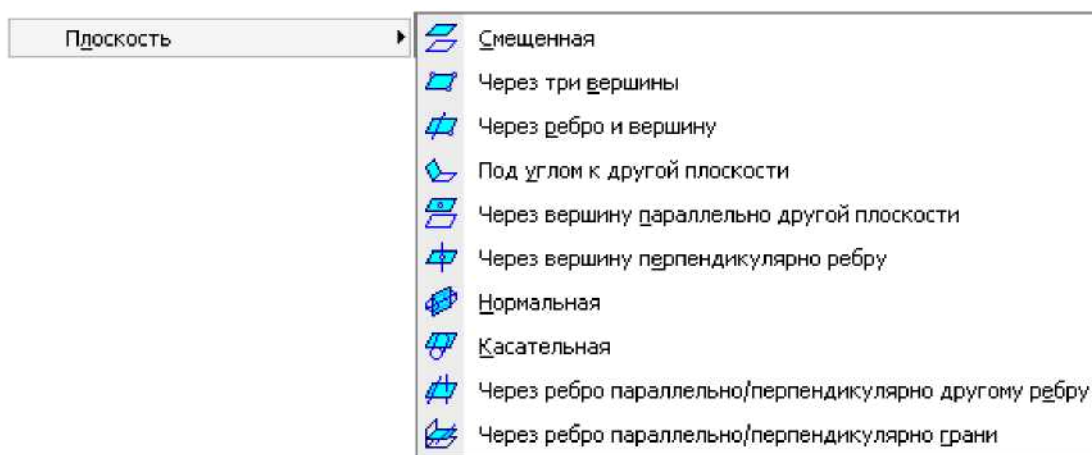 Плоскость
Смещенная
Через три вершины
Через ребро и вершину
Под углом к другой плоскости
Через вершину параллельно другой плоскости
Через вершину перпендикулярно ребру
Нормальная
Касательная
Через ребро параллельно/перпендикулярно другому ребру
Через ребро параллельно/перпендикулярно грани